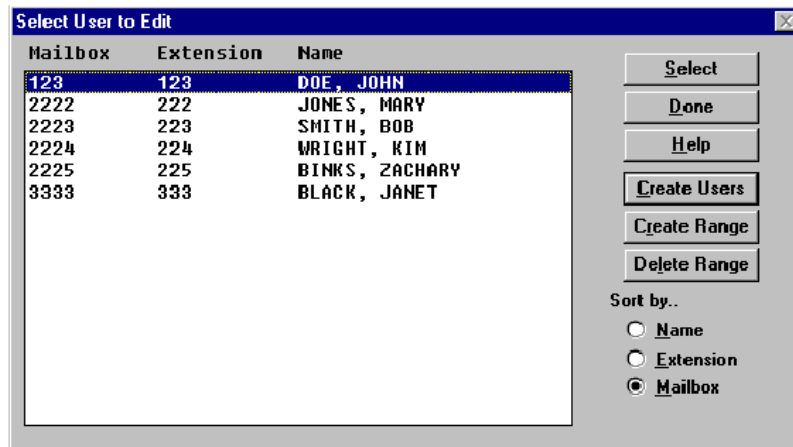 Select User to Edit
Mailbox Extension Name
123 123 DOE, JOHN
2222 222 JONES, MARY
2223 223 SMITH, BOB
2224 224 WRIGHT, KIM
2225 225 BINKS, ZACHARY
3333 333 BLACK, JANET
Select
Done
Help
Create Users
Create Range
Delete Range
Sort by..
Name
Extension
Mailbox